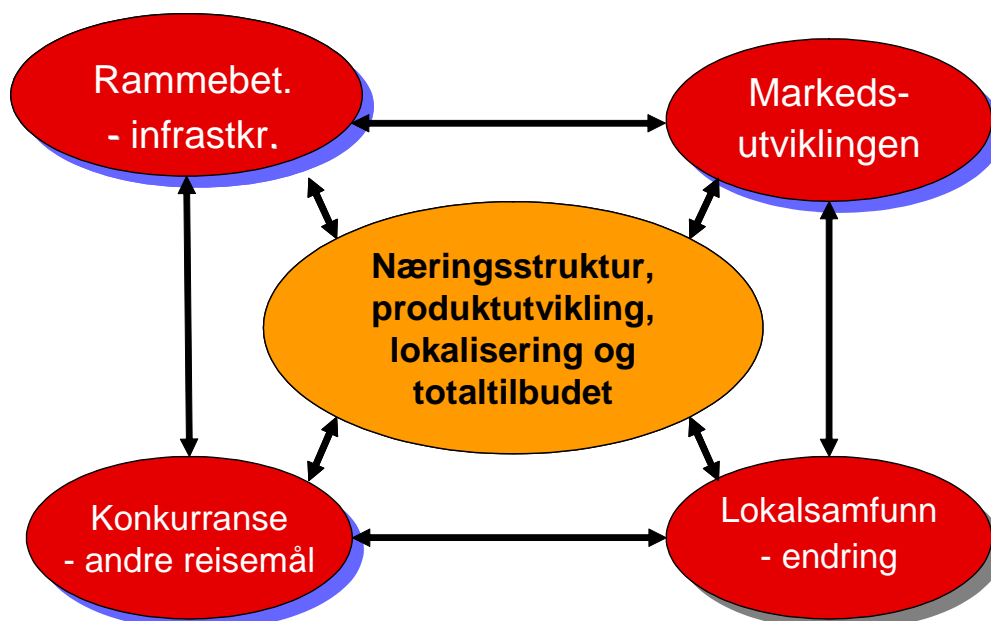 Rammebet.
- infrastkr.
Markeds-
utviklingen
Næringsstruktur,
produktutvikling,
lokalisering og
totaltilbudet
Konkurranse
- andre reisemål
Lokalsamfunn
- endring